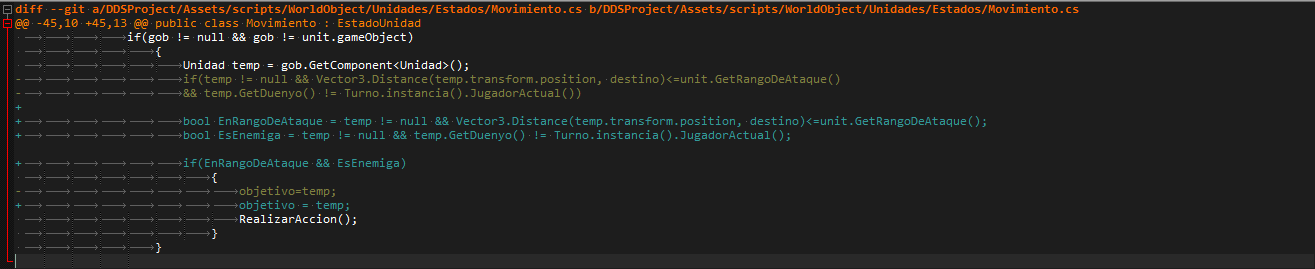 diff --git a/DDSProject/Assets/scripts/WorldObject/Unidades/Estados/Movimiento.cs b/DDSProject/Assets/scripts/WorldObject/Unidades/Estados/Movimiento.cs
@@ -45,10 +45,13 @@ public class Movimiento : EstadoUnidad
if(gob != null && gob != unit.gameObject)
{
Unidad temp = gob.GetComponent<Unidad>();
- if(temp != null && Vector3.Distance(temp.transform.position, destino)<=unit.GetRangoDeAtaque()
- && temp.GetDuenyo() != Turno.instancia().JugadorActual())
+
+ bool EnRangoDeAtaque = temp != null && Vector3.Distance(temp.transform.position, destino)<=unit.GetRangoDeAtaque();
+ bool EsEnemiga = temp != null && temp.GetDuenyo() != Turno.instancia().JugadorActual();
+ if(EnRangoDeAtaque && EsEnemiga)
{
- objetivo=temp;
+ objetivo = temp;
RealizarAccion();
}
}